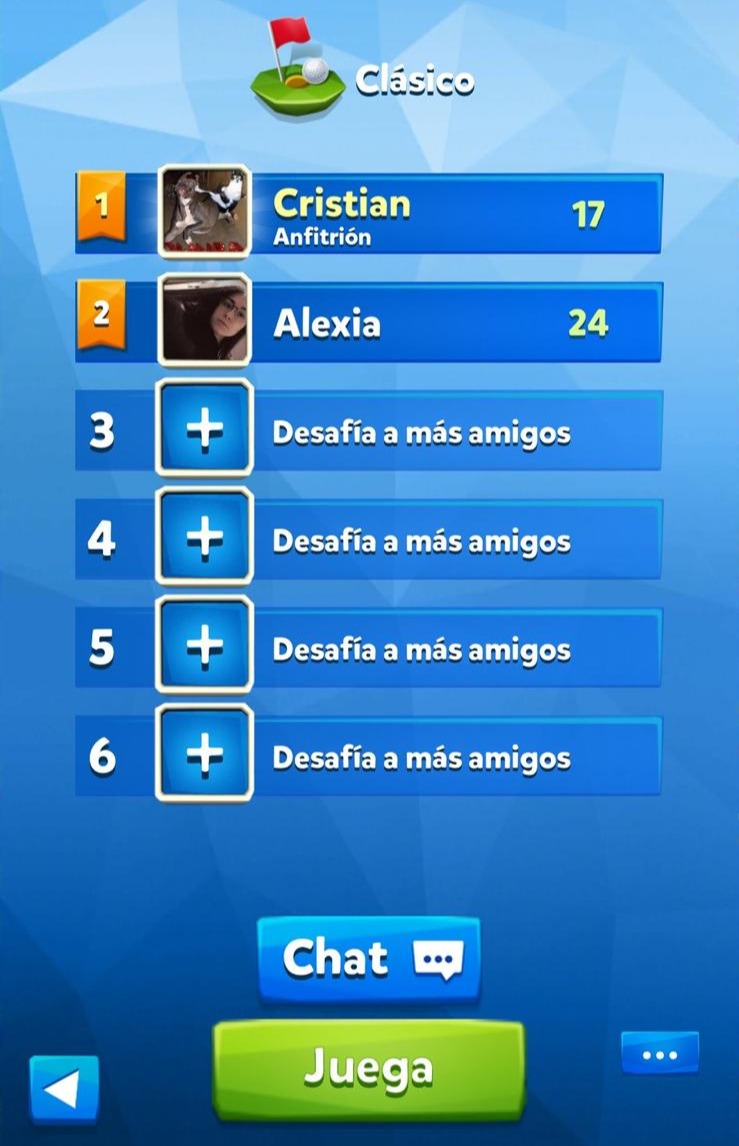 Clásico
1
Cristian
Anfitrión
17
2
Alexia
24
3
Desafía a más amigos
4
Desafía a más amigos
5
Desafía a más amigos
6
Desafía a más amigos
Chat
Juega